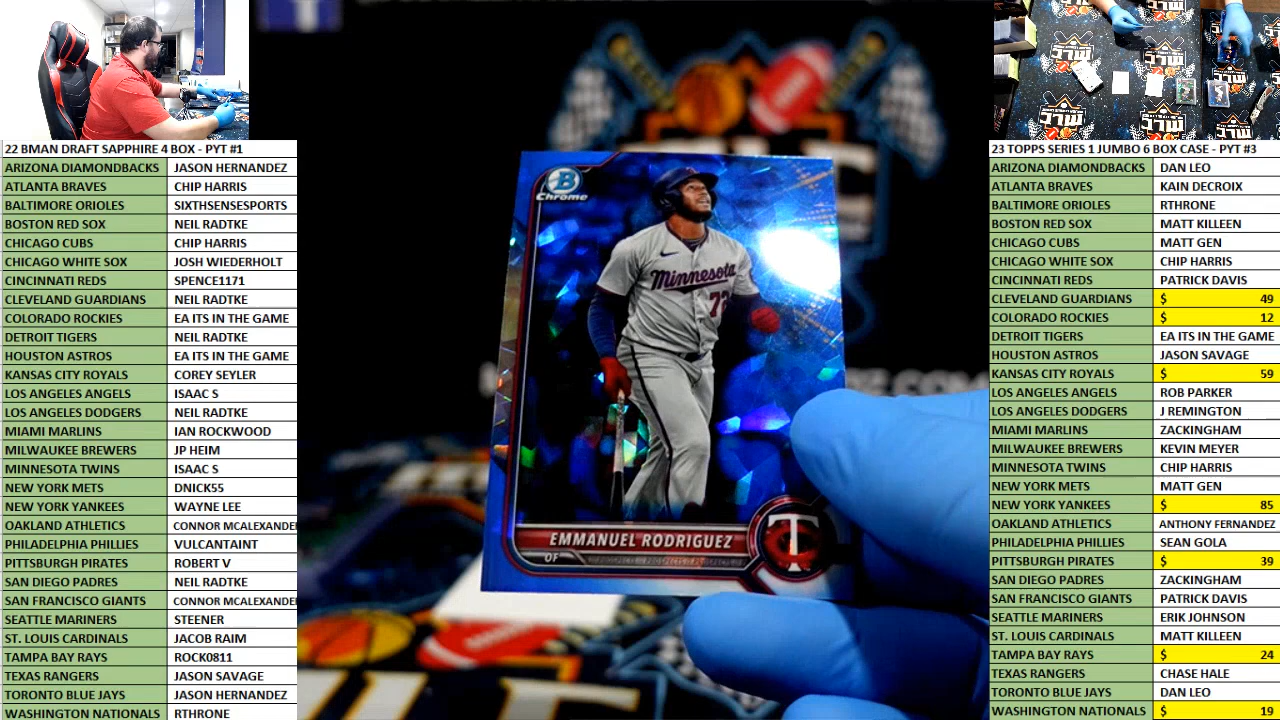 22 BMAN DRAFT SAPPHIRE 4 BOX - PYT #1
ARIZONA DIAMONDBACKS JASON HERNANDEZ
ATLANTA BRAVES CHIP HARRIS
BALTIMORE ORIOLES SIXTHSENSESPORTS
BOSTON RED SOX NEIL RADTKE
CHICAGO CUBS CHIP HARRIS
CHICAGO WHITE SOX JOSH WIEDERHOLT
CINCINNATI REDS SPENCE1171
CLEVELAND GUARDIANS NEIL RADTKE
COLORADO ROCKIES EA ITS IN THE GAME
DETROIT TIGERS NEIL RADTKE
HOUSTON ASTROS EA ITS IN THE GAME
KANSAS CITY ROYALS COREY SEYLER
LOS ANGELES ANGELS ISAAC S
LOS ANGELES DODGERS NEIL RADTKE
MIAMI MARLINS IAN ROCKWOOD
MILWAUKEE BREWERS JP HEIM
MINNESOTA TWINS ISAAC S
NEW YORK METS DNICK55
NEW YORK YANKEES WAYNE LEE
OAKLAND ATHLETICS CONNOR MCALEXANDE
PHILADELPHIA PHILLIES VULCANTAINT
PITTSBURGH PIRATES ROBERT V
SAN DIEGO PADRES NEIL RADTKE
SAN FRANCISCO GIANTS CONNOR MCALEXANDE
SEATTLE MARINERS STEENER
ST. LOUIS CARDINALS JACOB RAIM
TAMPA BAY RAYS ROCK0811
TEXAS RANGERS JASON SAVAGE
TORONTO BLUE JAYS JASON HERNANDEZ
WASHINGTON NATIONALS RTHRONE
B
Chrome
Minnesota
72
EMMANUEL RODRIGUEZ
OF
T
C
23 TOPPS SERIES 1 JUMBO 6 BOX CASE - PYT #3
ARIZONA DIAMONDBACKS DAN LEO
ATLANTA BRAVES KAIN DECROIX
BALTIMORE ORIOLES RTHRONE
BOSTON RED SOX MATT KILLEEN
CHICAGO CUBS MATT GEN
CHICAGO WHITE SOX CHIP HARRIS
CINCINNATI REDS PATRICK DAVIS
CLEVELAND GUARDIANS $ 49
COLORADO ROCKIES $ 12
DETROIT TIGERS EA ITS IN THE GAME
HOUSTON ASTROS JASON SAVAGE
KANSAS CITY ROYALS $ 59
LOS ANGELES ANGELS ROB PARKER
LOS ANGELES DODGERS J REMINGTON
MIAMI MARLINS ZACKINGHAM
MILWAUKEE BREWERS KEVIN MEYER
MINNESOTA TWINS CHIP HARRIS
NEW YORK METS MATT GEN
NEW YORK YANKEES $ 85
OAKLAND ATHLETICS ANTHONY FERNANDEZ
PHILADELPHIA PHILLIES SEAN GOLA
PITTSBURGH PIRATES $ 39
SAN DIEGO PADRES ZACKINGHAM
SAN FRANCISCO GIANTS PATRICK DAVIS
SEATTLE MARINERS ERIK JOHNSON
ST. LOUIS CARDINALS MATT KILLEEN
TAMPA BAY RAYS $ 24
TEXAS RANGERS CHASE HALE
TORONTO BLUE JAYS DAN LEO
WASHINGTON NATIONALS $ 19